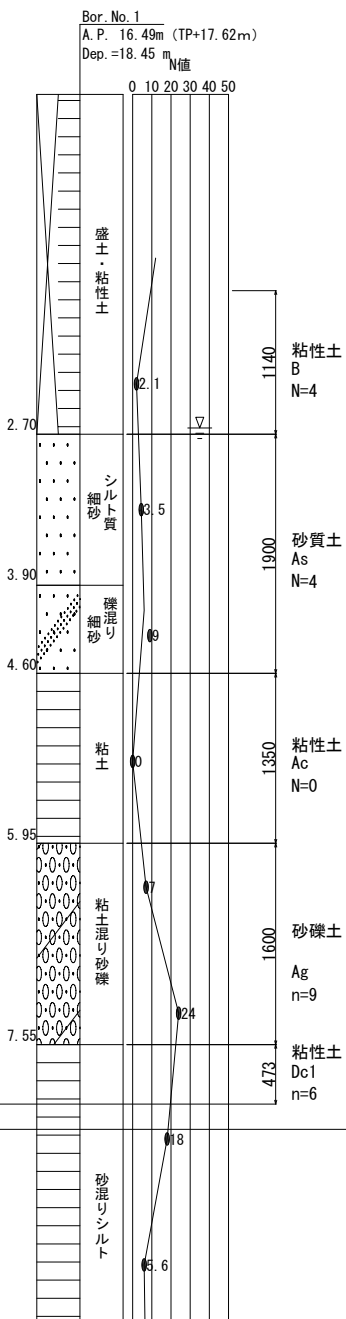 Bor.No.1
A.P. 16.49m (TP+17.62m)
Dep.=18.45 m
N値
0 10 20 30 40 50
盛土・粘性土
2.1
1140
粘性土
B
N=4
2.70
シルト質
細砂
3.5
1900
砂質土
As
N=4
3.90
礫混り
細砂
9
4.60
粘土
0
1350
粘性土
Ac
N=0
5.95
粘土混り砂礫
7
1600
砂礫土
Ag
n=9
24
7.55
473
粘性土
Dc1
n=6
18
砂混りシルト
5.6